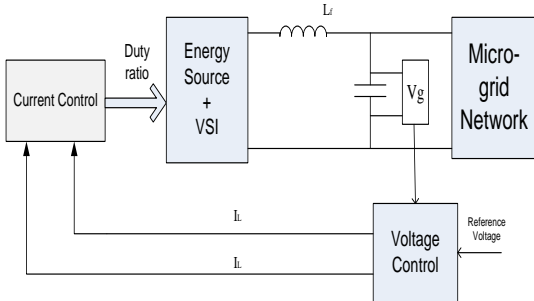 Lf
Duty
ratio
Energy
Source
+
VSI
Current Control
Vg
Micro-
grid
Network
IL
IL
Voltage
Control
Reference
Voltage